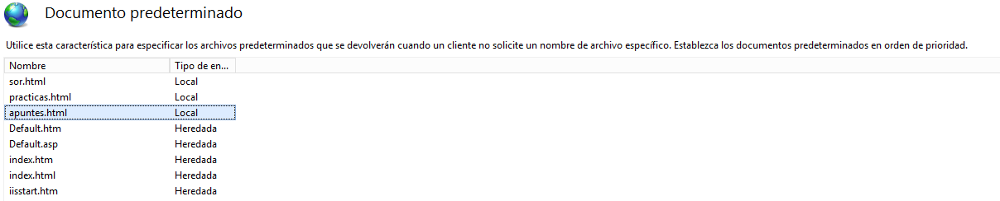 Documento predeterminado
Utilice esta característica para especificar los archivos predeterminados que se devolverán cuando un cliente no solicite un nombre de archivo específico. Establezca los documentos predeterminados en orden de prioridad.
Nombre Tipo de en...
sor.html Local
practicas.html Local
apuntes.html Local
Default.htm Heredada
Default.asp Heredada
index.htm Heredada
index.html Heredada
iisstart.htm Heredada